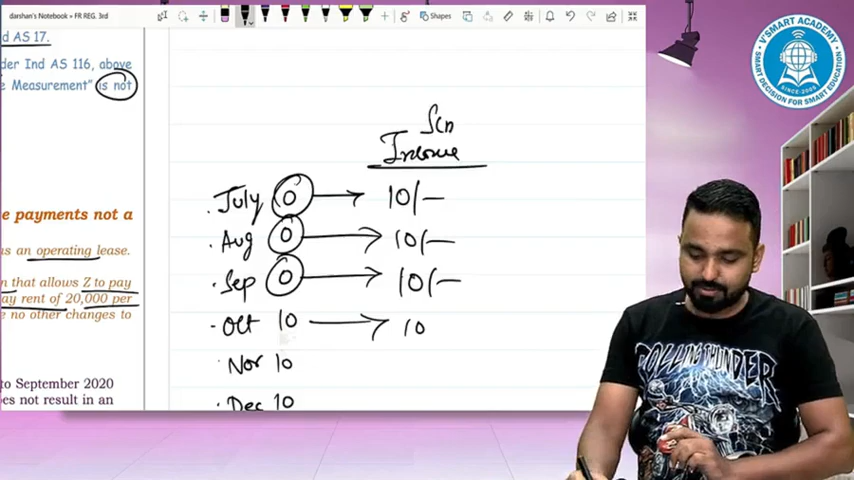 darshan's Notebook » FR REG. 3rd
Shapes
d AS 17.
der Ind AS 116, above
e Measurement" is not
e payments not a
s an operating lease.
n that allows Z to pay
ay rent of 20,000 per
e no other changes to
to September 2020
oes not result in an
Income
. July 0 → 10/-
. Aug 0 → 10/-
. Sep 0 → 10/-
. Oct 10 → 10
. Nov 10
. Dec 10
V'SMART ACADEMY
SINCE-2009
SMART DECISION FOR SMART EDUCATION
ROLLING THUNDER